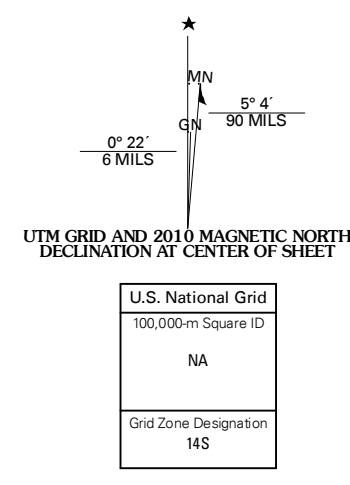 ★
MN
GN
5° 4´
90 MILS
0° 22´
6 MILS
UTM GRID AND 2010 MAGNETIC NORTH
DECLINATION AT CENTER OF SHEET
U.S. National Grid
100,000-m Square ID
NA
Grid Zone Designation
14S